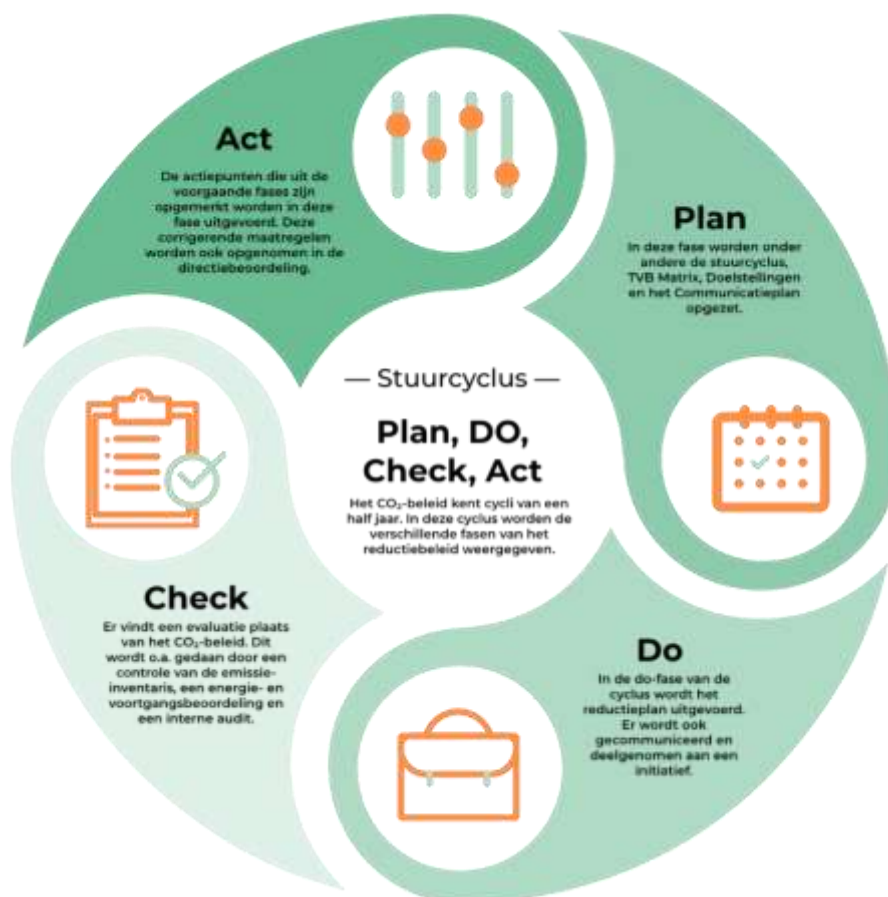 Act
De actiepunten die uit de
voorgaande fases zijn
opgemerkt worden in deze
fase uitgevoerd. Deze
corrigerende maatregelen
worden ook opgenomen in de
directiebeoordeling.
Plan
In deze fase worden onder
andere de stuurcyclus,
TVB Matrix, Doelstellingen
en het Communicatieplan
opgezet.
— Stuurcyclus —
Plan, DO,
Check, Act
Het CO₂-beleid kent cycli van een
half jaar. In deze cyclus worden de
verschillende fasen van het
reductiebeleid weergegeven.
Check
Er vindt een evaluatie plaats
van het CO₂-beleid. Dit
wordt o.a. gedaan door een
controle van de emissie-
inventaris, een energie- en
voortgangsbeoordeling en
een interne audit.
Do
In de do-fase van de
cyclus wordt het
reductieplan uitgevoerd.
Er wordt ook
gecommuniceerd en
deelgenomen aan een
initiatief.